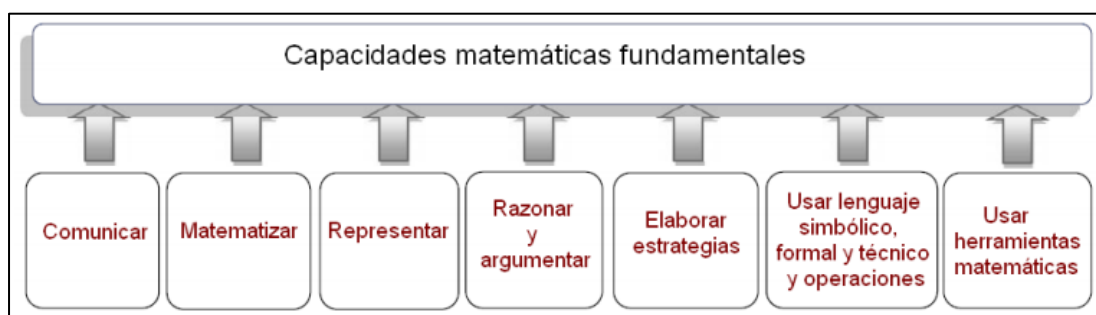 Capacidades matemáticas fundamentales
Comunicar
Matematizar
Representar
Razonar
y
argumentar
Elaborar
estrategias
Usar lenguaje
simbólico,
formal y técnico
y operaciones
Usar
herramientas
matemáticas